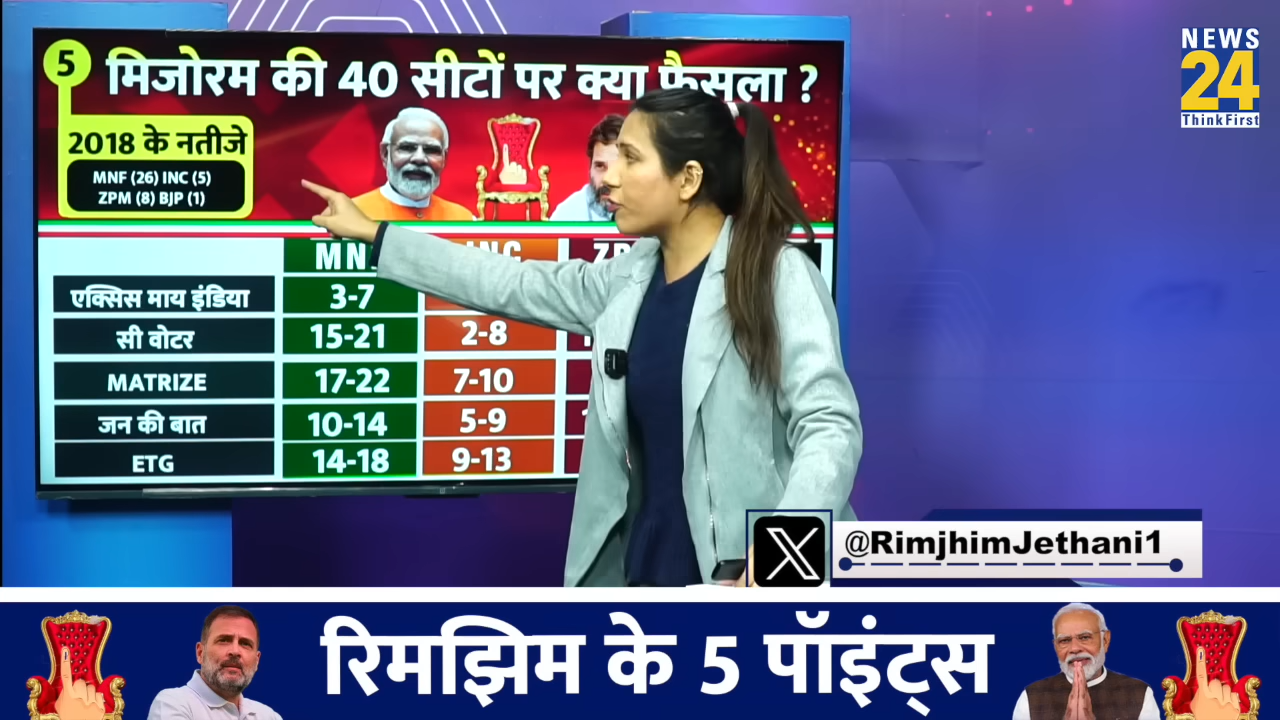 NEWS
24
ThinkFirst
5
मिजोरम की 40 सीटों पर क्या फैसला ?
2018 के नतीजे
MNF (26) INC (5)
ZPM (8) BJP (1)
एक्सिस माय इंडिया 3-7
सी वोटर 15-21 2-8
MATRIZE 17-22 7-10
जन की बात 10-14 5-9
ETG 14-18 9-13
X @RimjhimJethani1
रिमझिम के 5 पॉइंट्स